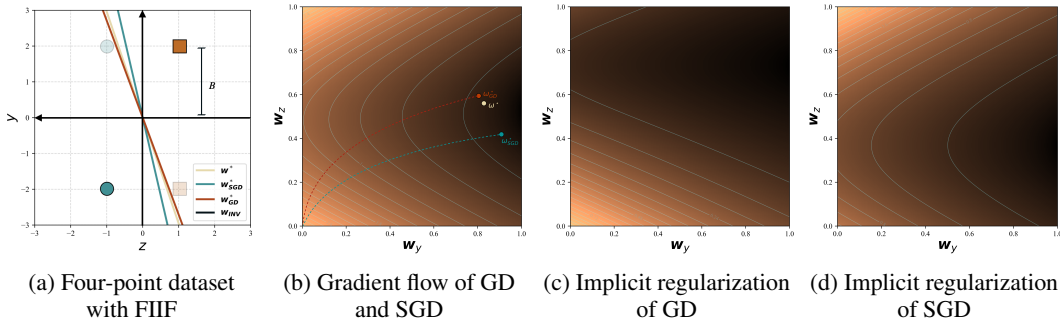 3
2
1
0
−1
−2
−3
−3
−2
−1
0
1
2
3
y
z
B
w*
w*SGD
w*GD
wINV
1.0
0.8
0.6
0.4
0.2
0.0
0.0
0.2
0.4
0.6
0.8
1.0
wz
wy
ω*GD
ω*
ω*SGD
1.0
0.8
0.6
0.4
0.2
0.0
0.0
0.2
0.4
0.6
0.8
1.0
wz
wy
1.0
0.8
0.6
0.4
0.2
0.0
0.0
0.2
0.4
0.6
0.8
1.0
wz
wy
(a) Four-point dataset
with FIIF
(b) Gradient flow of GD
and SGD
(c) Implicit regularization
of GD
(d) Implicit regularization
of SGD